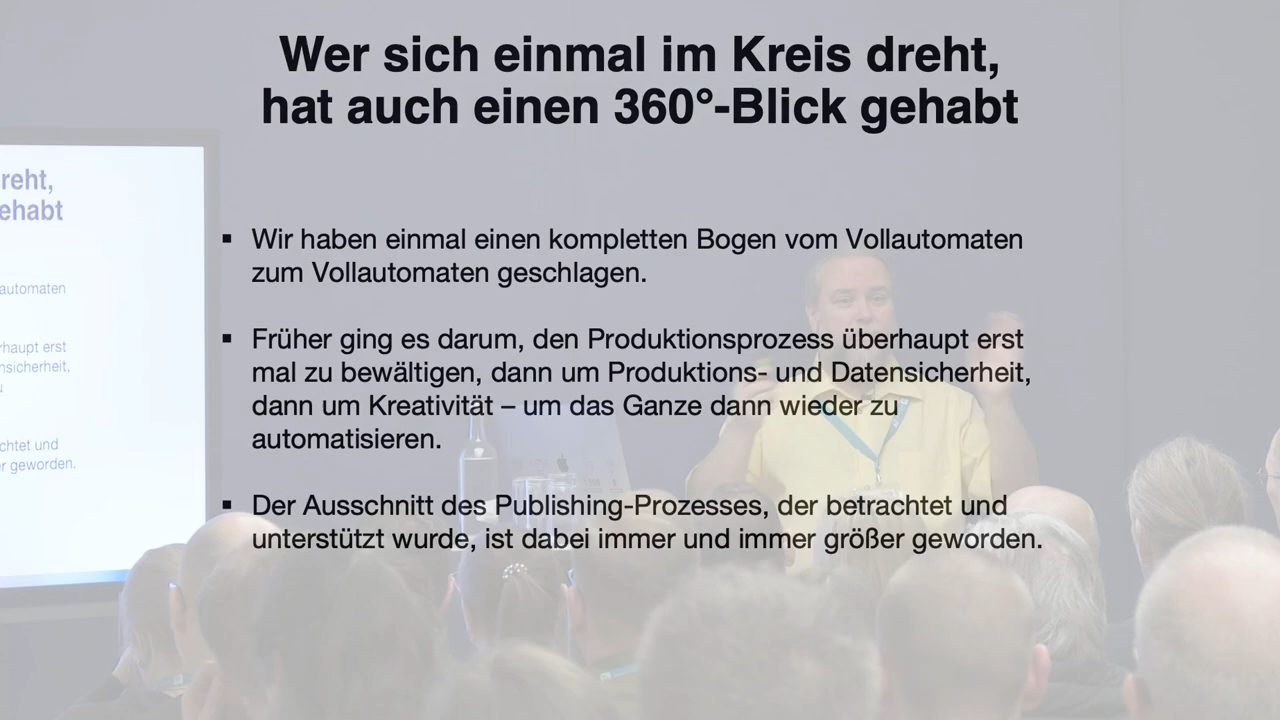 Wer sich einmal im Kreis dreht,
hat auch einen 360°-Blick gehabt
▪ Wir haben einmal einen kompletten Bogen vom Vollautomaten
zum Vollautomaten geschlagen.
▪ Früher ging es darum, den Produktionsprozess überhaupt erst
mal zu bewältigen, dann um Produktions- und Datensicherheit,
dann um Kreativität – um das Ganze dann wieder zu
automatisieren.
▪ Der Ausschnitt des Publishing-Prozesses, der betrachtet und
unterstützt wurde, ist dabei immer und immer größer geworden.
reht,
ehabt
automaten
rhaupt erst
nsicherheit,
u
chtet und
er geworden.